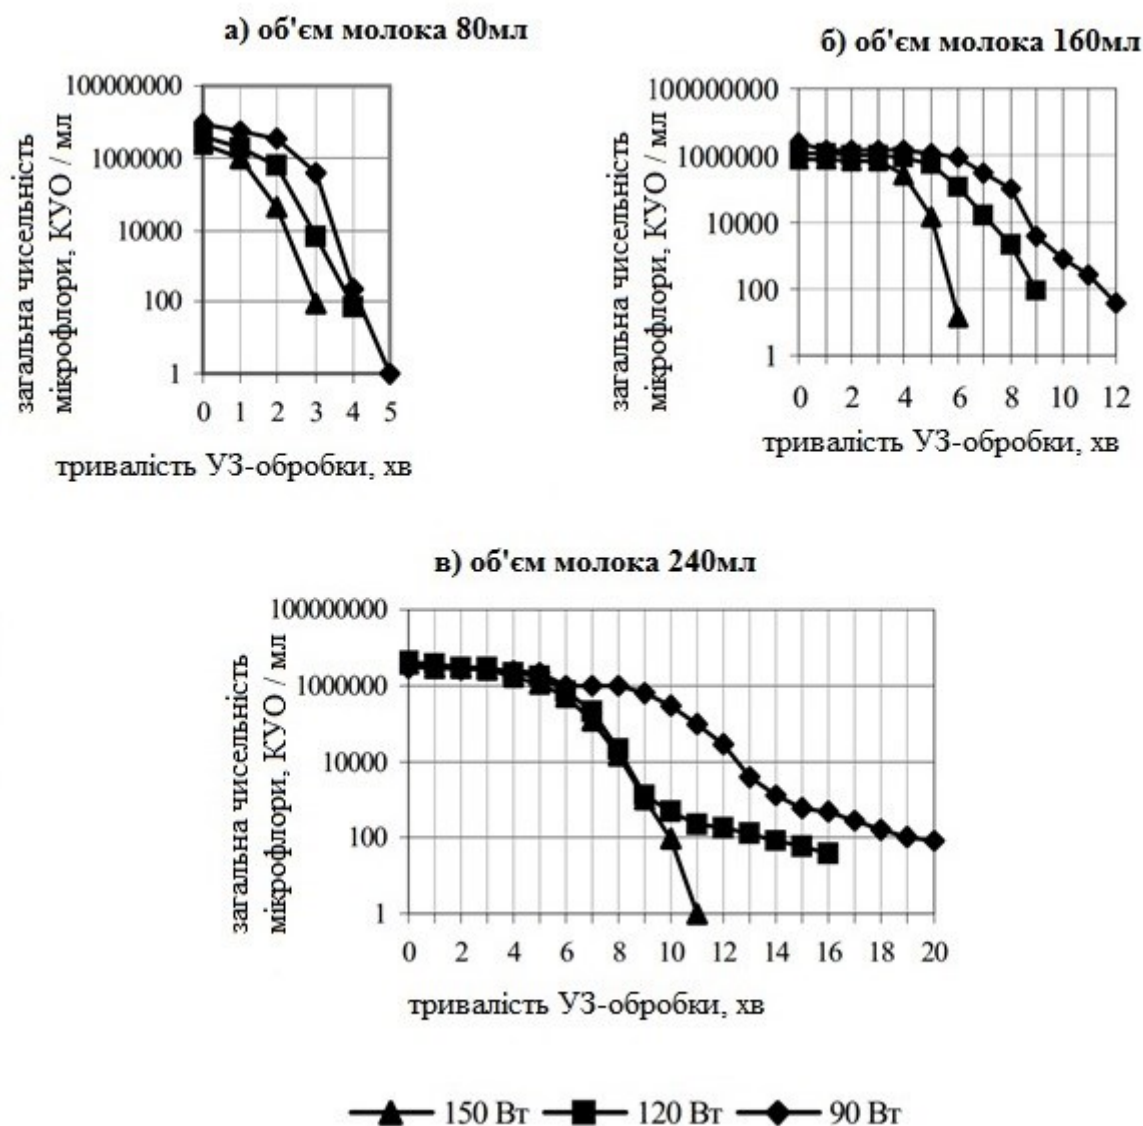 а) об'єм молока 80мл
загальна чисельність
мікрофлори, КУО / мл
100000000
1000000
10000
100
1
0 1 2 3 4 5
тривалість УЗ-обробки, хв
б) об'єм молока 160мл
загальна чисельність
мікрофлори, КУО / мл
100000000
1000000
10000
100
1
0 2 4 6 8 10 12
тривалість УЗ-обробки, хв
в) об'єм молока 240мл
загальна чисельність
мікрофлори, КУО / мл
100000000
1000000
10000
100
1
0 2 4 6 8 10 12 14 16 18 20
тривалість УЗ-обробки, хв
150 Вт 120 Вт 90 Вт